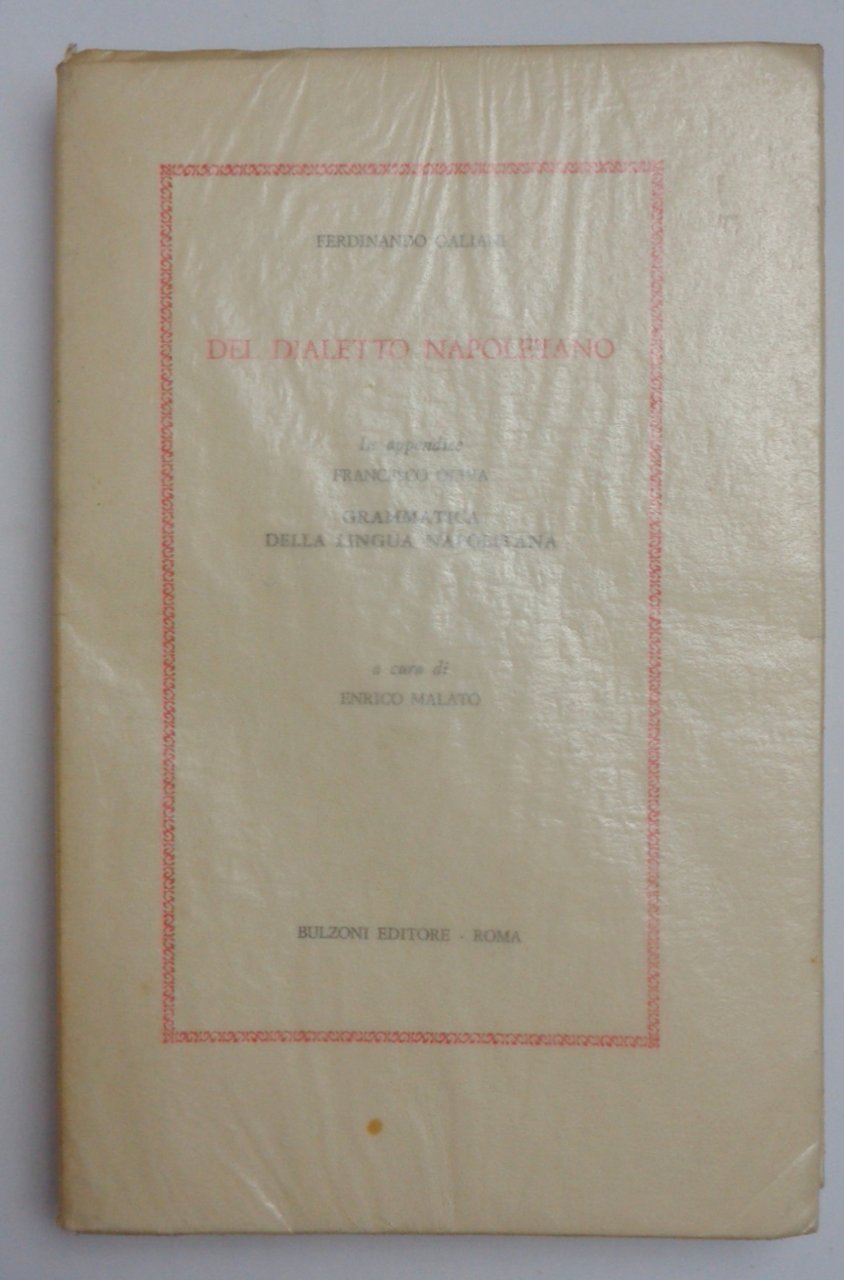 FERDINANDO GALIANI
DEL DIALETTO NAPOLETANO
In appendice
FRANCESCO OLIVA
GRAMMATICA
DELLA LINGUA NAPOLITANA
a cura di
ENRICO MALATO
BULZONI EDITORE · ROMA